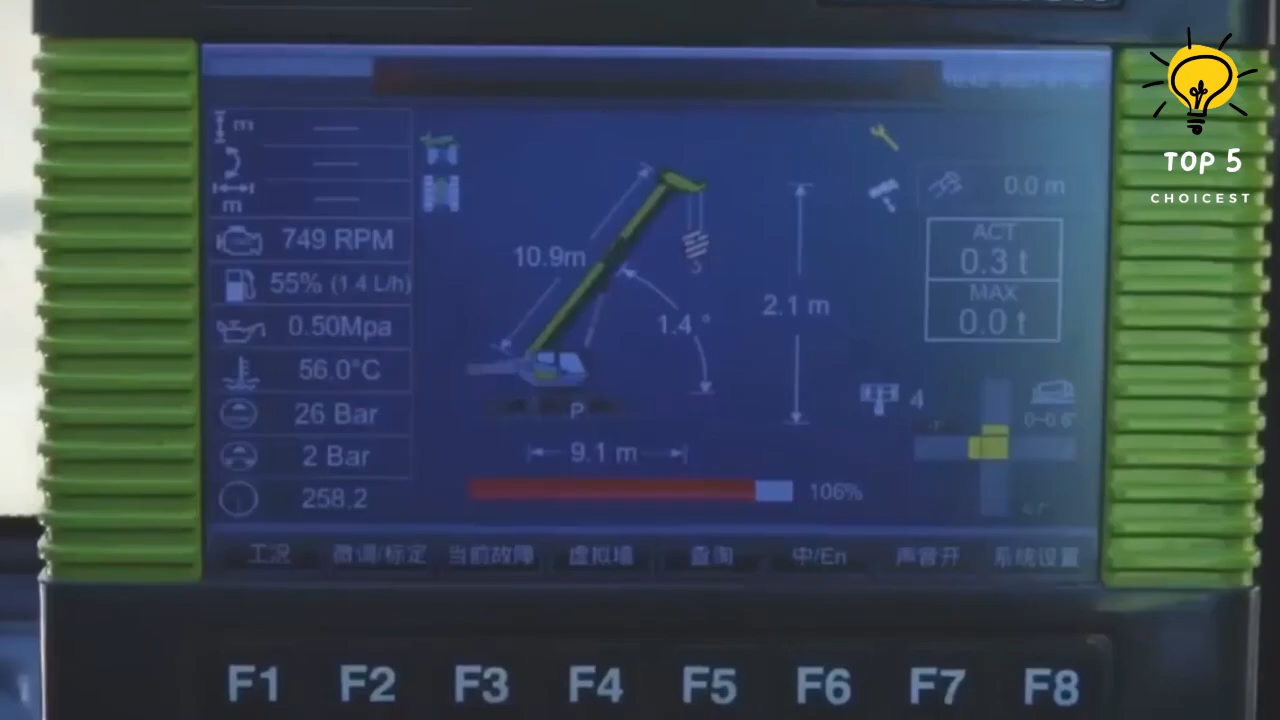 m
m
749 RPM
55% (1.4 L/h)
0.50Mpa
56.0°C
26 Bar
2 Bar
258.2
10.9m
1.4 °
2.1 m
P
9.1 m
106%
0.0 m
ACT
0.3 t
MAX
0.0 t
4
0~0.6°
工况 微调/标定 当前故障 虚拟墙 查询 中/En 声音开 系统设置
F1 F2 F3 F4 F5 F6 F7 F8
TOP 5
CHOICEST